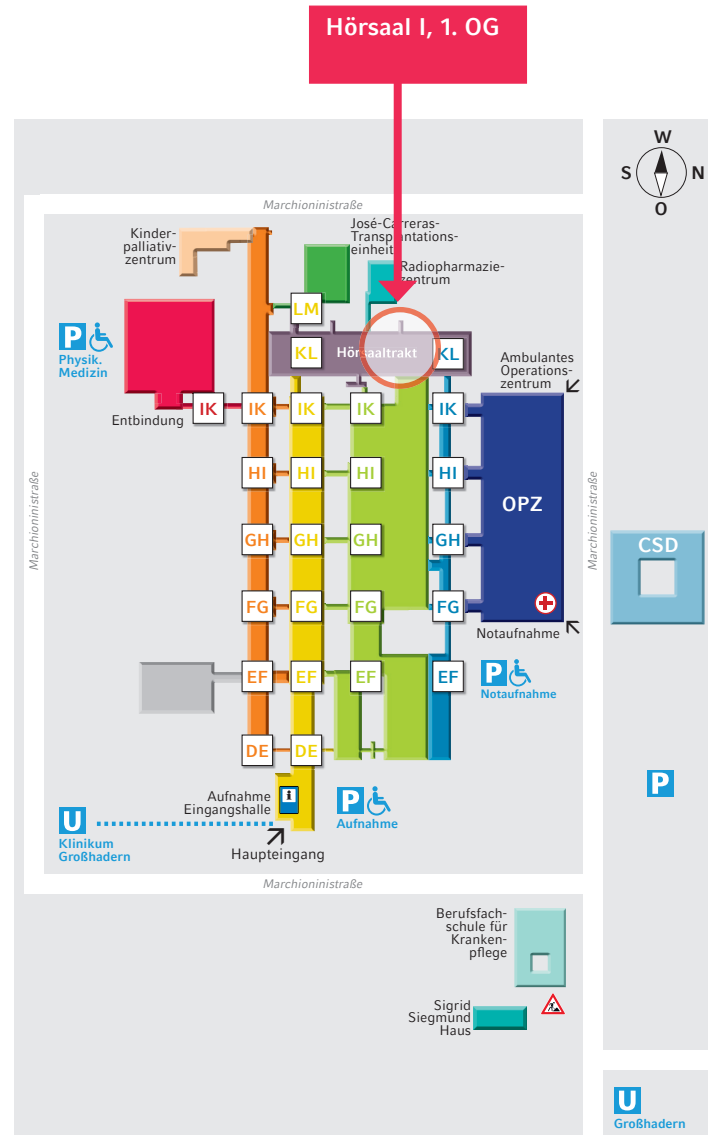 Hörsaal I, 1. OG
W
S
N
O
Marchioninistraße
Kinder-
palliativ-
zentrum
José-Carreras-
Transplantations-
einheit
Radiopharmazie-
zentrum
LM
P
Physik.
Medizin
KL
Hörsaaltrakt
KL
Ambulantes
Operations-
zentrum
Entbindung
IK
IK
IK
IK
IK
Marchioninistraße
HI
HI
HI
HI
OPZ
Marchioninistraße
CSD
GH
GH
GH
GH
FG
FG
FG
FG
Notaufnahme
EF
EF
EF
EF
P
Notaufnahme
DE
DE
P
Aufnahme
Eingangshalle
i
P
Aufnahme
U
Klinikum
Großhadern
Haupteingang
Marchioninistraße
Berufsfach-
schule für
Kranken-
pflege
Sigrid
Siegmund
Haus
U
Großhadern